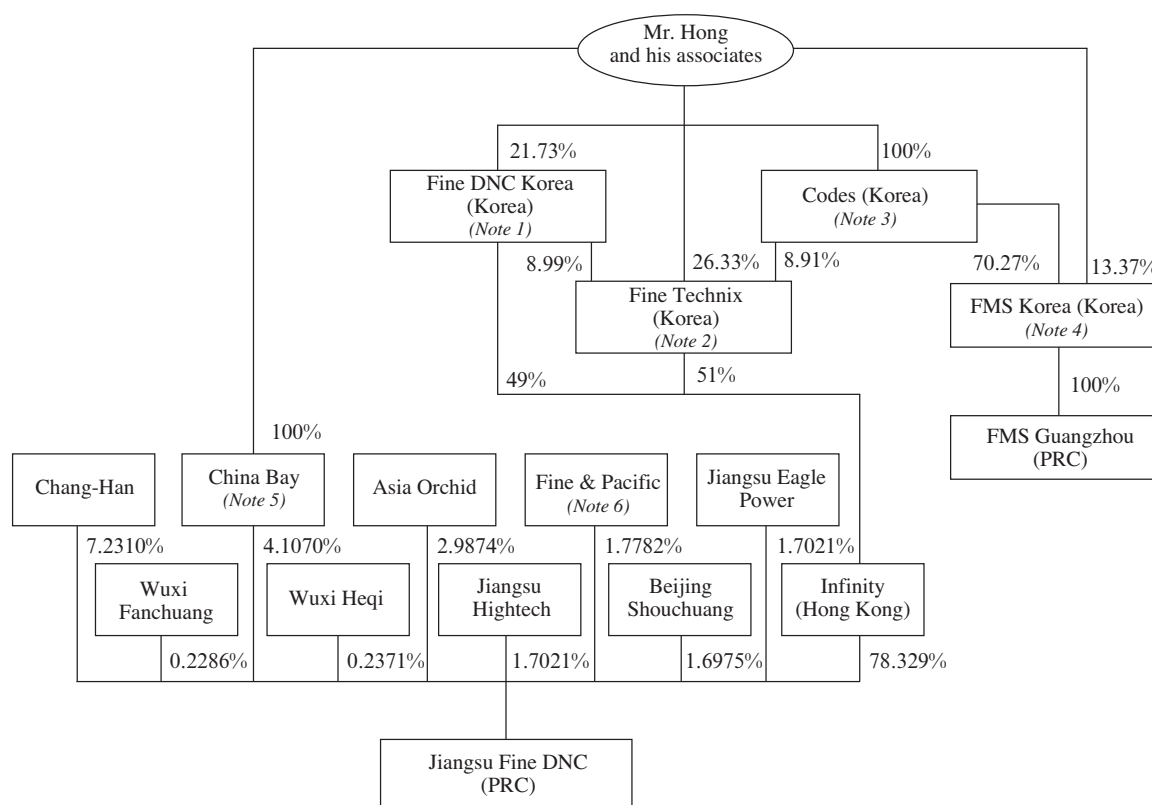 Mr. Hong
and his associates
21.73%
100%
Fine DNC Korea
(Korea)
(Note 1)
Codes (Korea)
(Note 3)
8.99%
26.33%
8.91%
70.27%
13.37%
Fine Technix
(Korea)
(Note 2)
FMS Korea (Korea)
(Note 4)
49%
51%
100%
FMS Guangzhou
(PRC)
100%
Chang-Han
China Bay
(Note 5)
Asia Orchid
Fine & Pacific
(Note 6)
Jiangsu Eagle
Power
7.2310%
4.1070%
2.9874%
1.7782%
1.7021%
Wuxi
Fanchuang
Wuxi Heqi
Jiangsu
Hightech
Beijing
Shouchuang
Infinity
(Hong Kong)
0.2286%
0.2371%
1.7021%
1.6975%
78.329%
Jiangsu Fine DNC
(PRC)